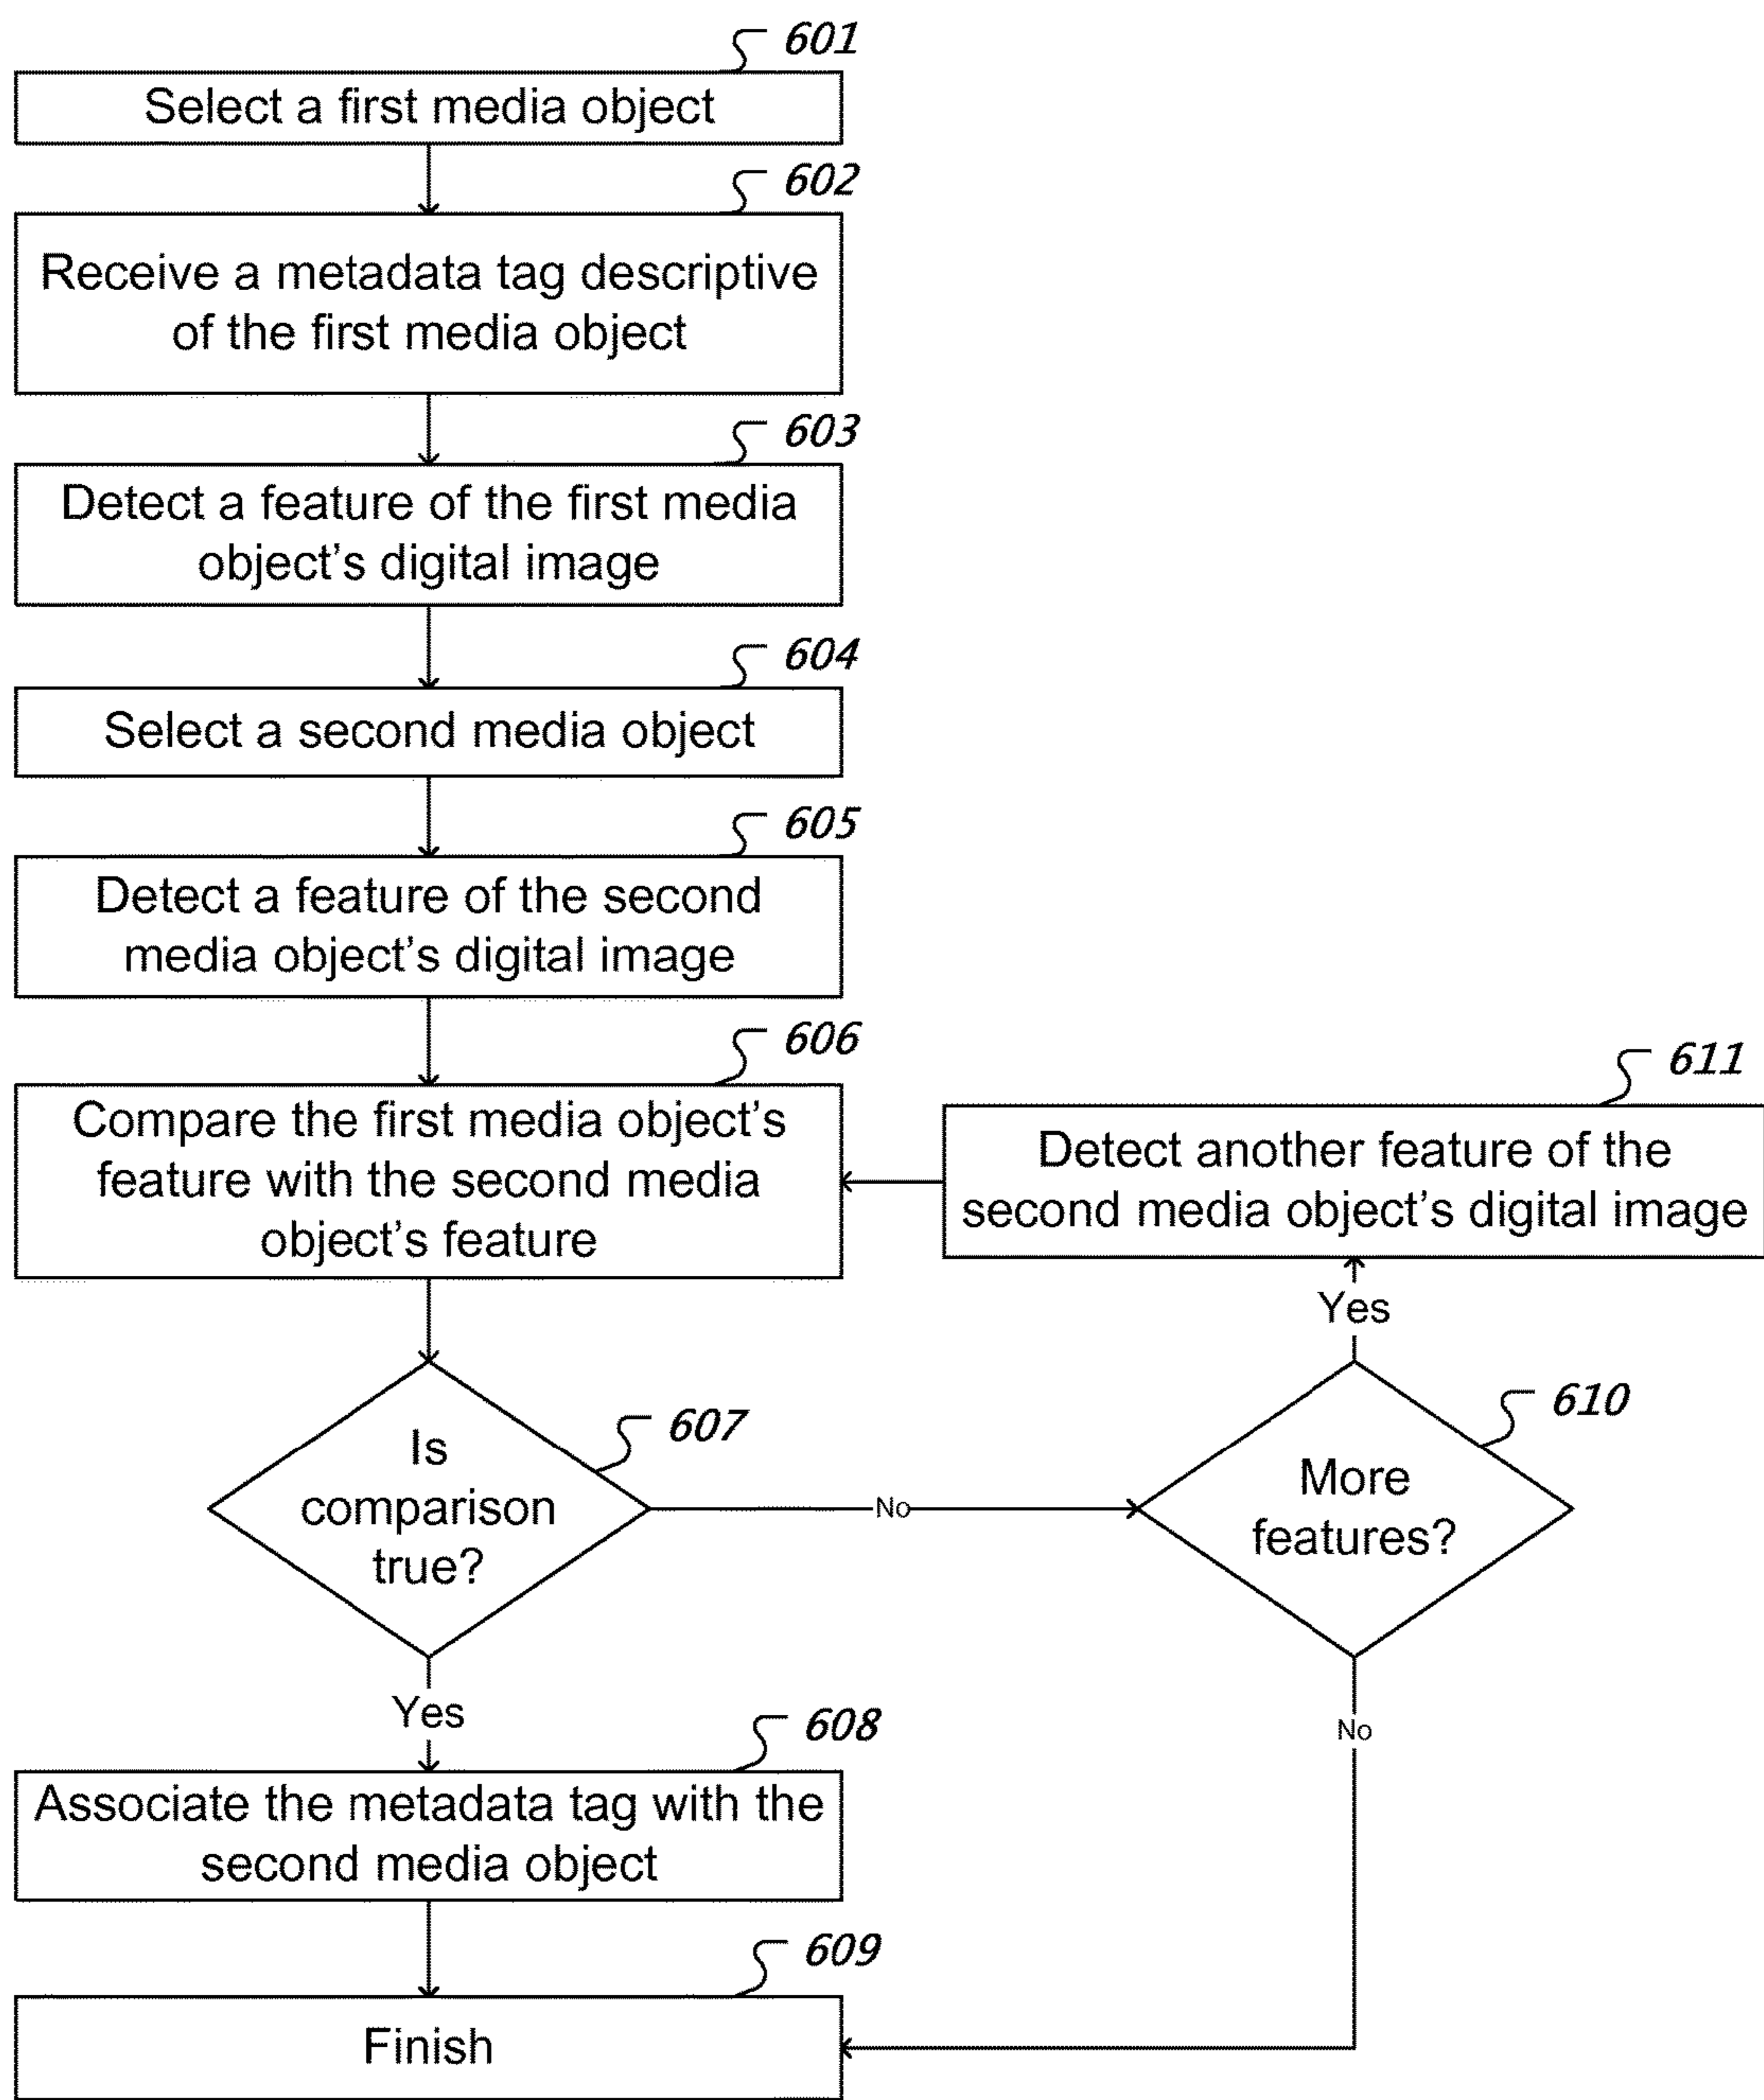 601
Select a first media object
602
Receive a metadata tag descriptive
of the first media object
603
Detect a feature of the first media
object’s digital image
604
Select a second media object
605
Detect a feature of the second
media object’s digital image
606
Compare the first media object’s
feature with the second media
object’s feature
611
Detect another feature of the
second media object’s digital image
Yes
607
Is
comparison
true?
No
610
More
features?
Yes
No
608
Associate the metadata tag with the
second media object
609
Finish